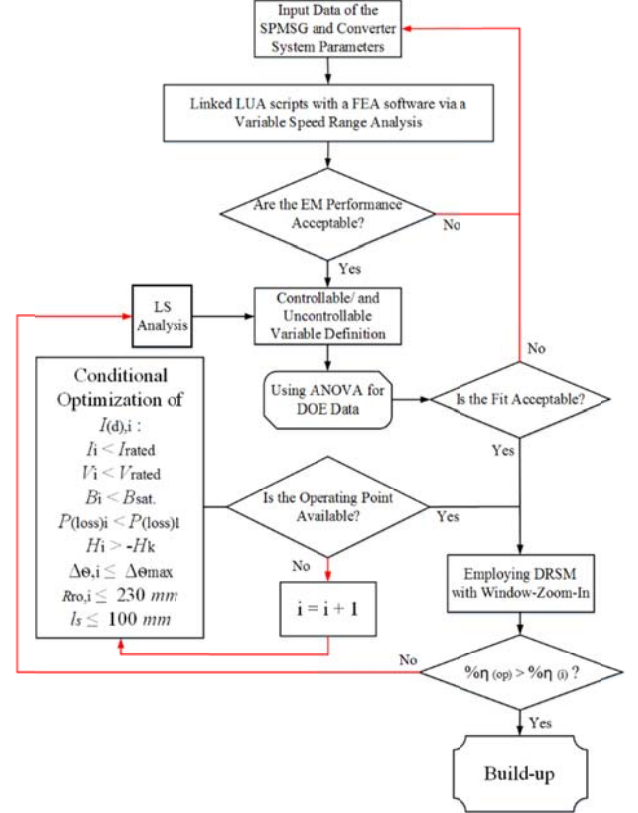 Input Data of the
SPMSG and Converter
System Parameters
Linked LUA scripts with a FEA software via a
Variable Speed Range Analysis
Are the EM Performance
Acceptable?
No
Yes
LS
Analysis
Controllable/ and
Uncontrollable
Variable Definition
No
Using ANOVA for
DOE Data
Is the Fit Acceptable?
Yes
Conditional
Optimization of
I(d),i :
Ii < Irated
Vi < Vrated
Bi < Bsat.
P(loss)i < P(loss)l
Hi > -Hk
Δθ,i ≤ Δθmax
Rro,i ≤ 230 mm
ls ≤ 100 mm
Is the Operating Point
Available?
Yes
No
i = i + 1
Employing DRSM
with Window-Zoom-In
No
%η (op) > %η (i) ?
Yes
Build-up